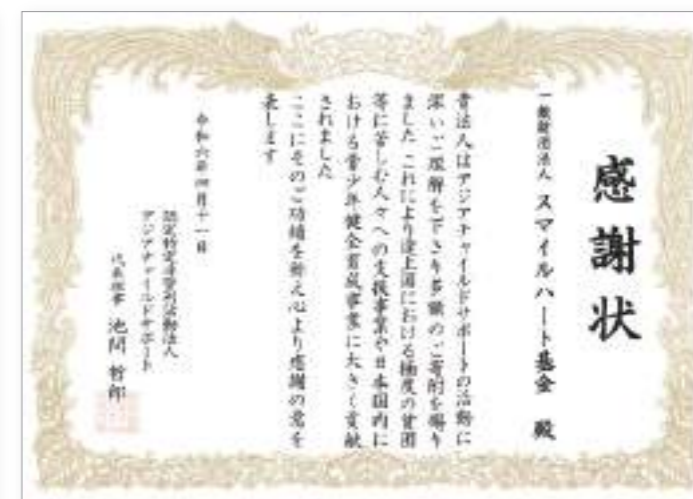 感謝状
一般財団法人 スマイルハート基金 殿
貴法人はアジアチャイルドサポートの活動に
深いご理解を下さり多額のご寄附を賜り
ました これにより途上国における極度の貧困
等に苦しむ人々への支援事業や日本国内に
おける青少年健全育成事業に大きく貢献
されました
ここにそのご功績を称え心より感謝の意を
表します
令和六年四月十一日
認定特定非営利活動法人
アジアチャイルドサポート
代表理事 池間 哲郎